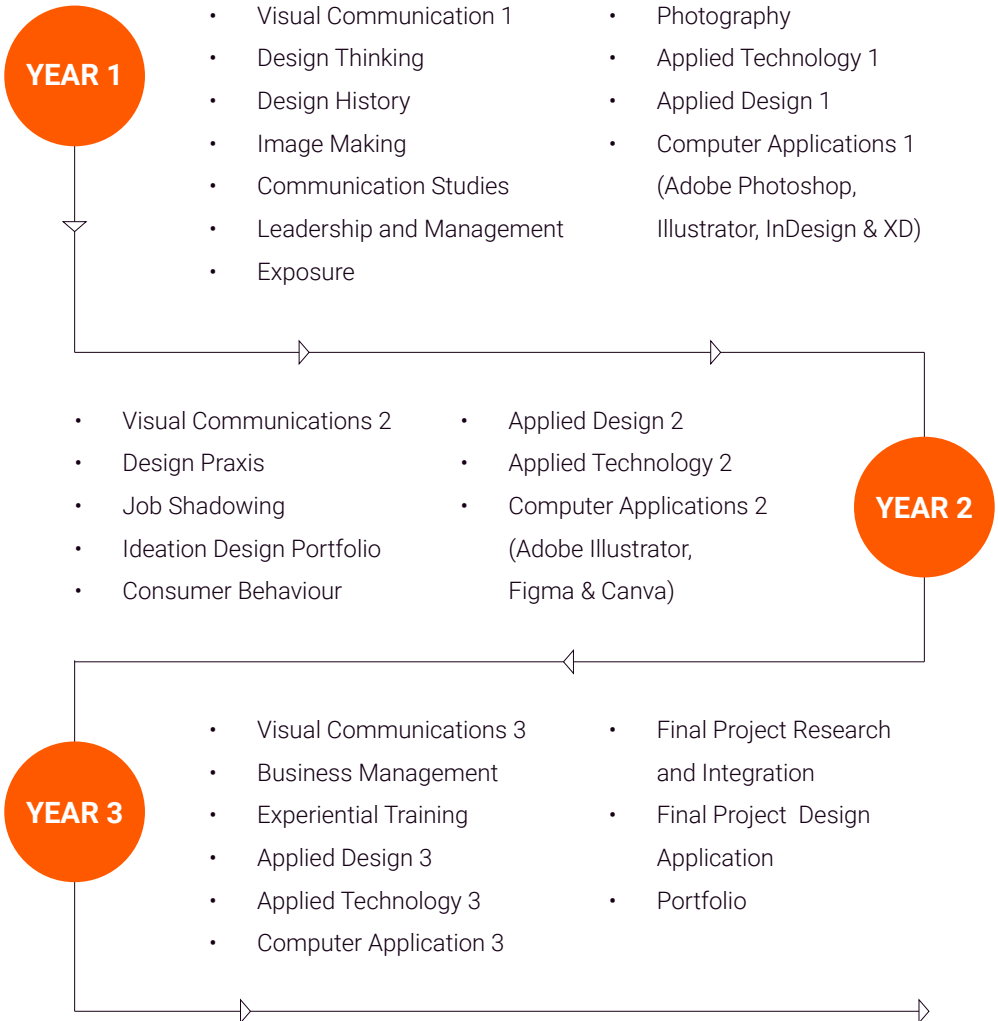 YEAR 1
• Visual Communication 1
• Design Thinking
• Design History
• Image Making
• Communication Studies
• Leadership and Management
• Exposure
• Photography
• Applied Technology 1
• Applied Design 1
• Computer Applications 1
(Adobe Photoshop,
Illustrator, InDesign & XD)
• Visual Communications 2
• Design Praxis
• Job Shadowing
• Ideation Design Portfolio
• Consumer Behaviour
• Applied Design 2
• Applied Technology 2
• Computer Applications 2
(Adobe Illustrator,
Figma & Canva)
YEAR 2
YEAR 3
• Visual Communications 3
• Business Management
• Experiential Training
• Applied Design 3
• Applied Technology 3
• Computer Application 3
• Final Project Research
and Integration
• Final Project  Design
Application
• Portfolio